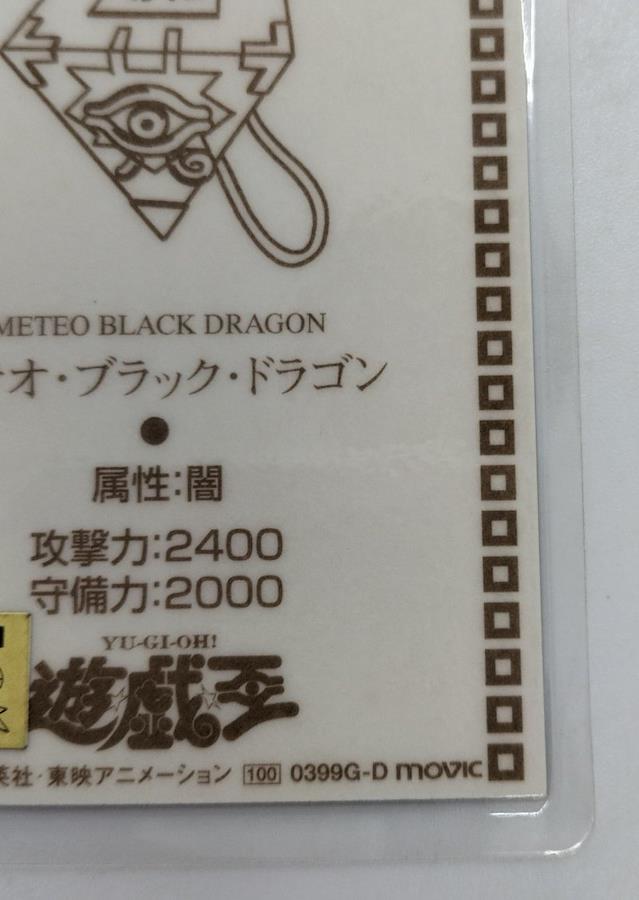 METEO BLACK DRAGON
オ・ブラック・ドラゴン
属性:闇
攻撃力:2400
守備力:2000
YU-GI-OH!
遊戯王
英社・東映アニメーション 100 0399G-D movic